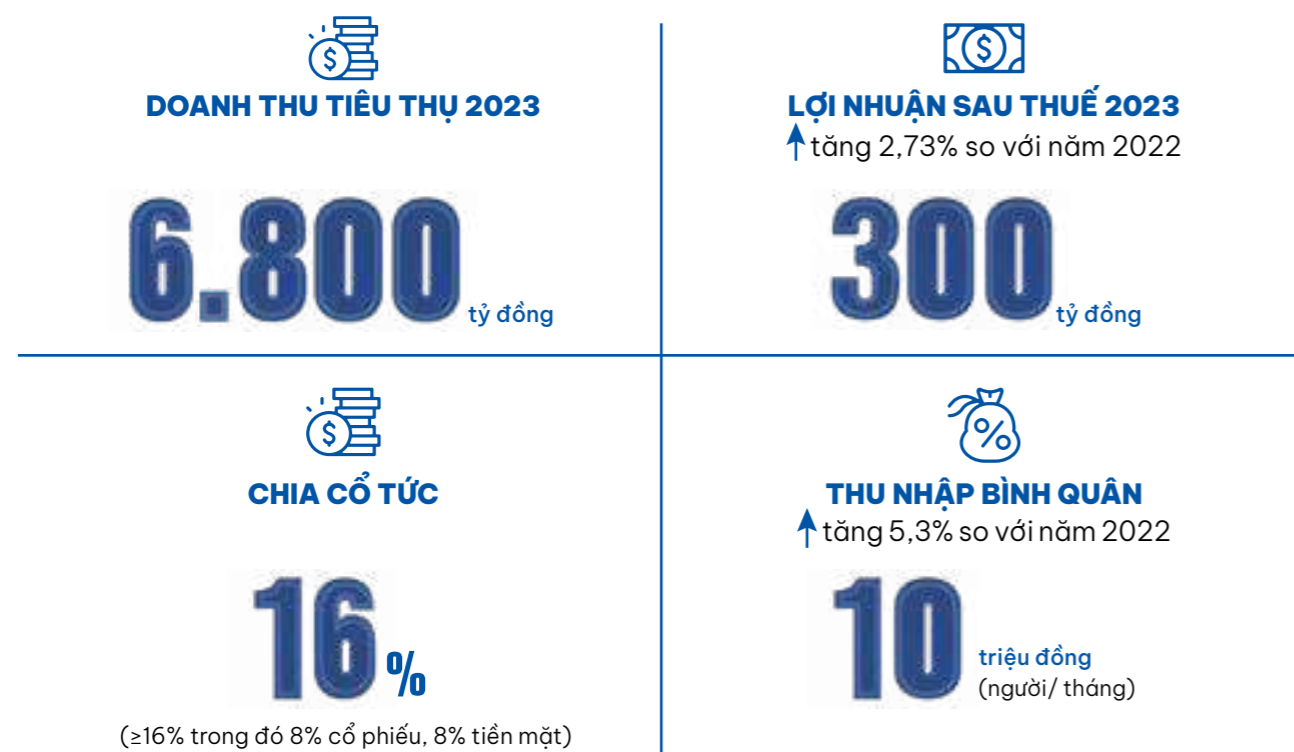 DOANH THU TIÊU THỤ 2023
6.800 tỷ đồng
LỢI NHUẬN SAU THUẾ 2023
tăng 2,73% so với năm 2022
300 tỷ đồng
CHIA CỔ TỨC
16%
(≥16% trong đó 8% cổ phiếu, 8% tiền mặt)
THU NHẬP BÌNH QUÂN
tăng 5,3% so với năm 2022
10 triệu đồng
(người/ tháng)